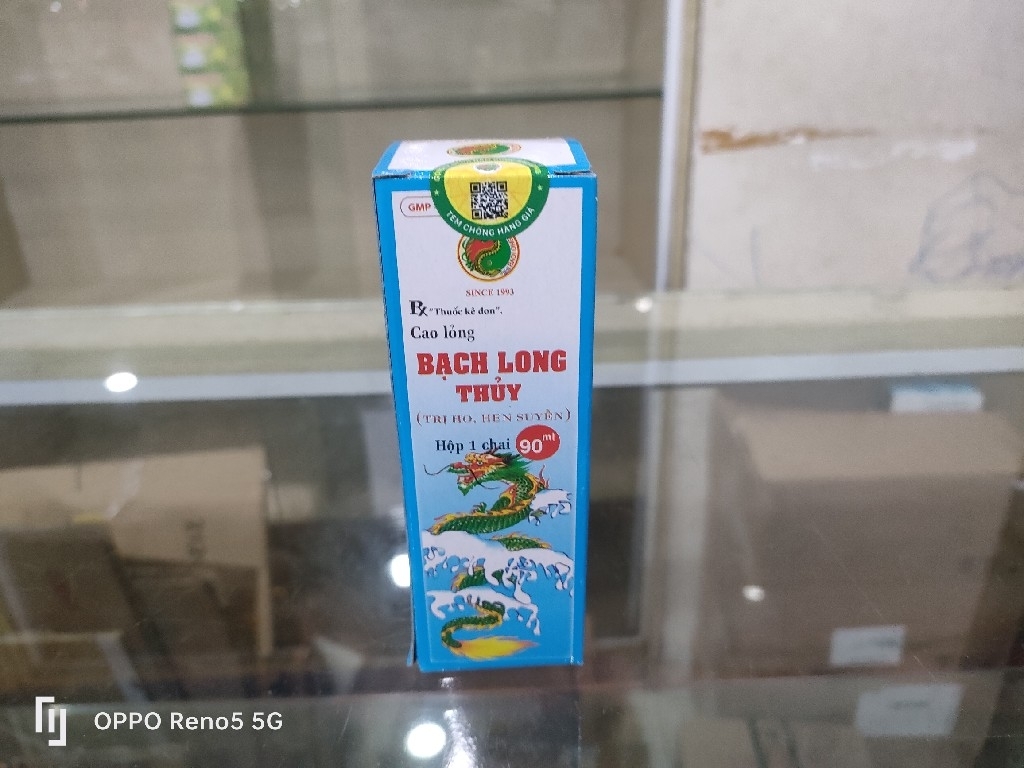 GMP
TEM CHỐNG HÀNG GIẢ
SINCE 1993
Rx "Thuốc kê đơn".
Cao lỏng
BẠCH LONG
THỦY
(TRỊ HO, HEN SUYỄN)
Hộp 1 chai 90ml
OPPO Reno5 5G